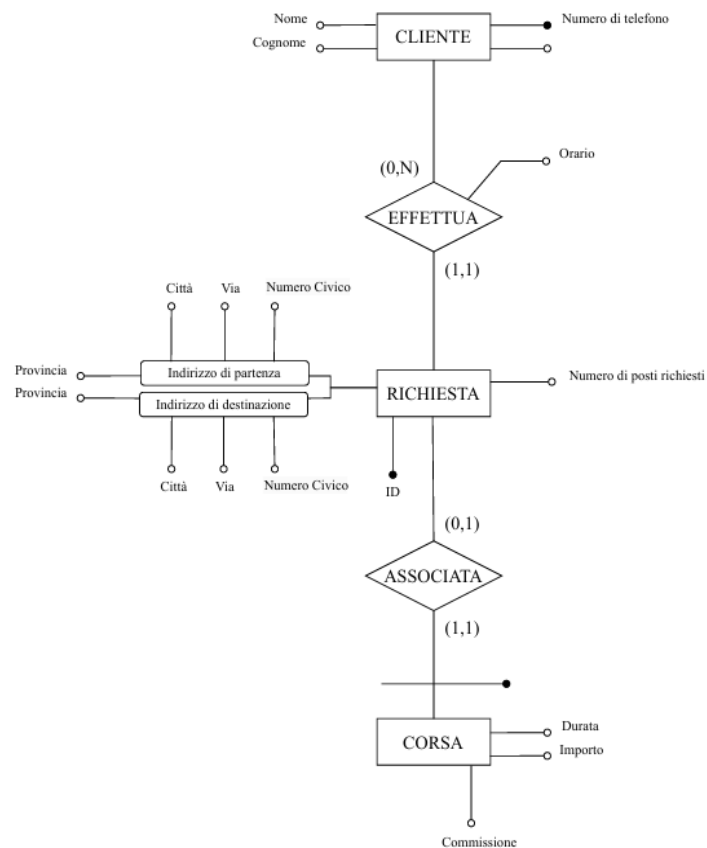 Nome
Numero di telefono
CLIENTE
Cognome
Orario
(0,N)
EFFETTUA
(1,1)
Città
Via
Numero Civico
Provincia
Indirizzo di partenza
Numero di posti richiesti
Provincia
RICHIESTA
Indirizzo di destinazione
Città
Via
Numero Civico
ID
(0,1)
ASSOCIATA
(1,1)
Durata
CORSA
Importo
Commissione